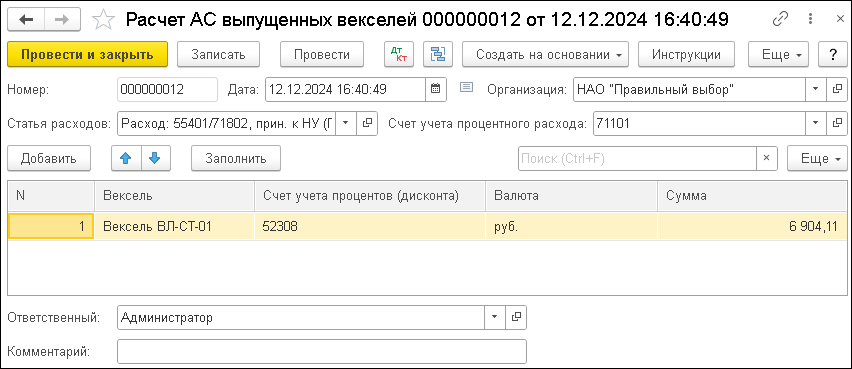 Расчет АС выпущенных векселей 000000012 от 12.12.2024 16:40:49
Провести и закрыть Записать Провести Дт Кт Создать на основании Инструкции Еще ?
Номер: 000000012 Дата: 12.12.2024 16:40:49 Организация: НАО "Правильный выбор"
Статья расходов: Расход: 55401/71802, прин. к НУ (Г Счет учета процентного расхода: 71101
Добавить Заполнить Поиск (Ctrl+F) × Еще
N Вексель Счет учета процентов (дисконта) Валюта Сумма
1 Вексель ВЛ-СТ-01 52308 руб. 6 904,11
Ответственный: Администратор
Комментарий: